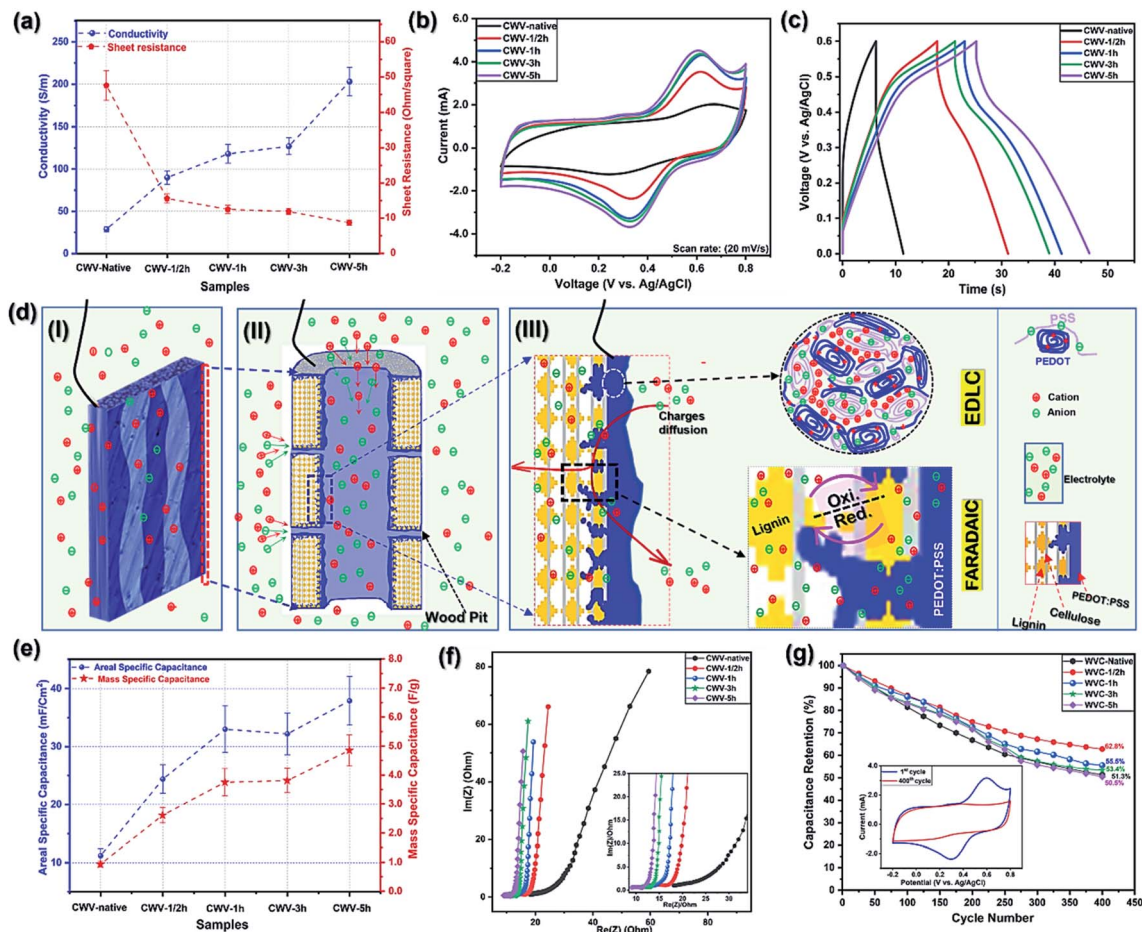 (a)
Conductivity
Sheet resistance
Conductivity (S/m)
250
200
150
100
50
0
Sheet Resistance (Ohm/square)
60
50
40
30
20
10
0
CWV-Native
CWV-1/2h
CWV-1h
CWV-3h
CWV-5h
Samples
(b)
CWV-native
CWV-1/2h
CWV-1h
CWV-3h
CWV-5h
Current (mA)
6.0
4.0
2.0
0.0
-2.0
-4.0
Scan rate: (20 mV/s)
-0.2
0.0
0.2
0.4
0.6
0.8
Voltage (V vs. Ag/AgCl)
(c)
CWV-native
CWV-1/2h
CWV-1h
CWV-3h
CWV-5h
Voltage (V vs. Ag/AgCl)
0.6
0.5
0.4
0.3
0.2
0.1
0.0
0
10
20
30
40
50
Time (s)
(d)
(I)
(II)
Wood Pit
(III)
Charges
diffusion
EDLC
Lignin
Oxi.
Red.
PEDOT:PSS
FARADAIC
PSS
PEDOT
Cation
Anion
Electrolyte
PEDOT:PSS
Cellulose
Lignin
(e)
Areal Specific Capacitance
Mass Specific Capacitance
Areal Specific Capacitance (mF/Cm²)
40
30
20
10
Mass Specific Capacitance (F/g)
8.0
7.0
6.0
5.0
4.0
3.0
2.0
1.0
0.0
CWV-native
CWV-1/2h
CWV-1h
CWV-3h
CWV-5h
Samples
(f)
CWV-native
CWV-1/2h
CWV-1h
CWV-3h
CWV-5h
Im(Z) (Ohm)
80
60
40
20
0
20
40
60
80
Re(Z) (Ohm)
Im(Z)/Ohm
25
20
15
10
5
0
10
12
15
18
20
22
25
28
30
32
Re(Z)/Ohm
(g)
WVC-native
WVC-1/2h
WVC-1h
WVC-3h
WVC-5h
Capacitance Retention (%)
100
90
80
70
60
50
40
30
20
10
0
62.8%
55.5%
53.4%
51.3%
50.5%
1st cycle
400th cycle
Current (mA)
4.0
2.0
0.0
-2.0
-0.2
0.0
0.2
0.4
0.6
0.8
Potential (V vs. Ag/AgCl)
0
50
100
150
200
250
300
350
400
450
Cycle Number